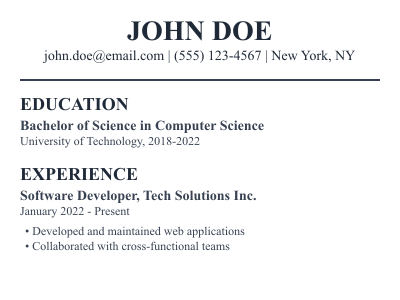 JOHN DOE
john.doe@email.com | (555) 123-4567 | New York, NY
EDUCATION
Bachelor of Science in Computer Science
University of Technology, 2018-2022
EXPERIENCE
Software Developer, Tech Solutions Inc.
January 2022 - Present
• Developed and maintained web applications
• Collaborated with cross-functional teams